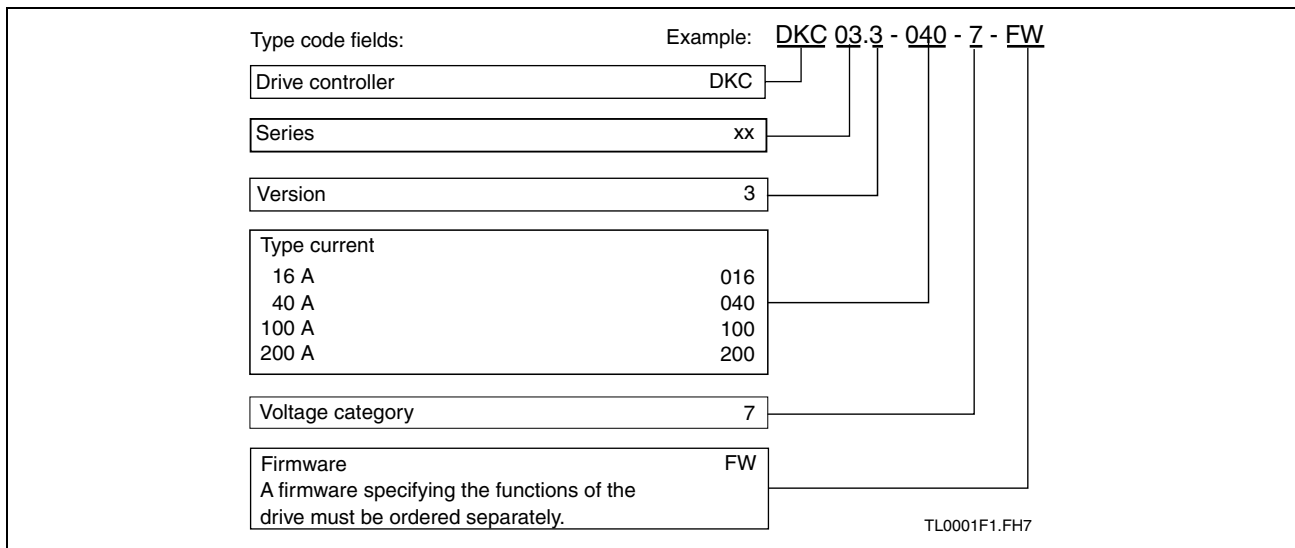 Type code fields: Example: DKC 03.3 - 040 - 7 - FW
Drive controller DKC
Series xx
Version 3
Type current
16 A 016
40 A 040
100 A 100
200 A 200
Voltage category 7
Firmware FW
A firmware specifying the functions of the
drive must be ordered separately.
TL0001F1.FH7